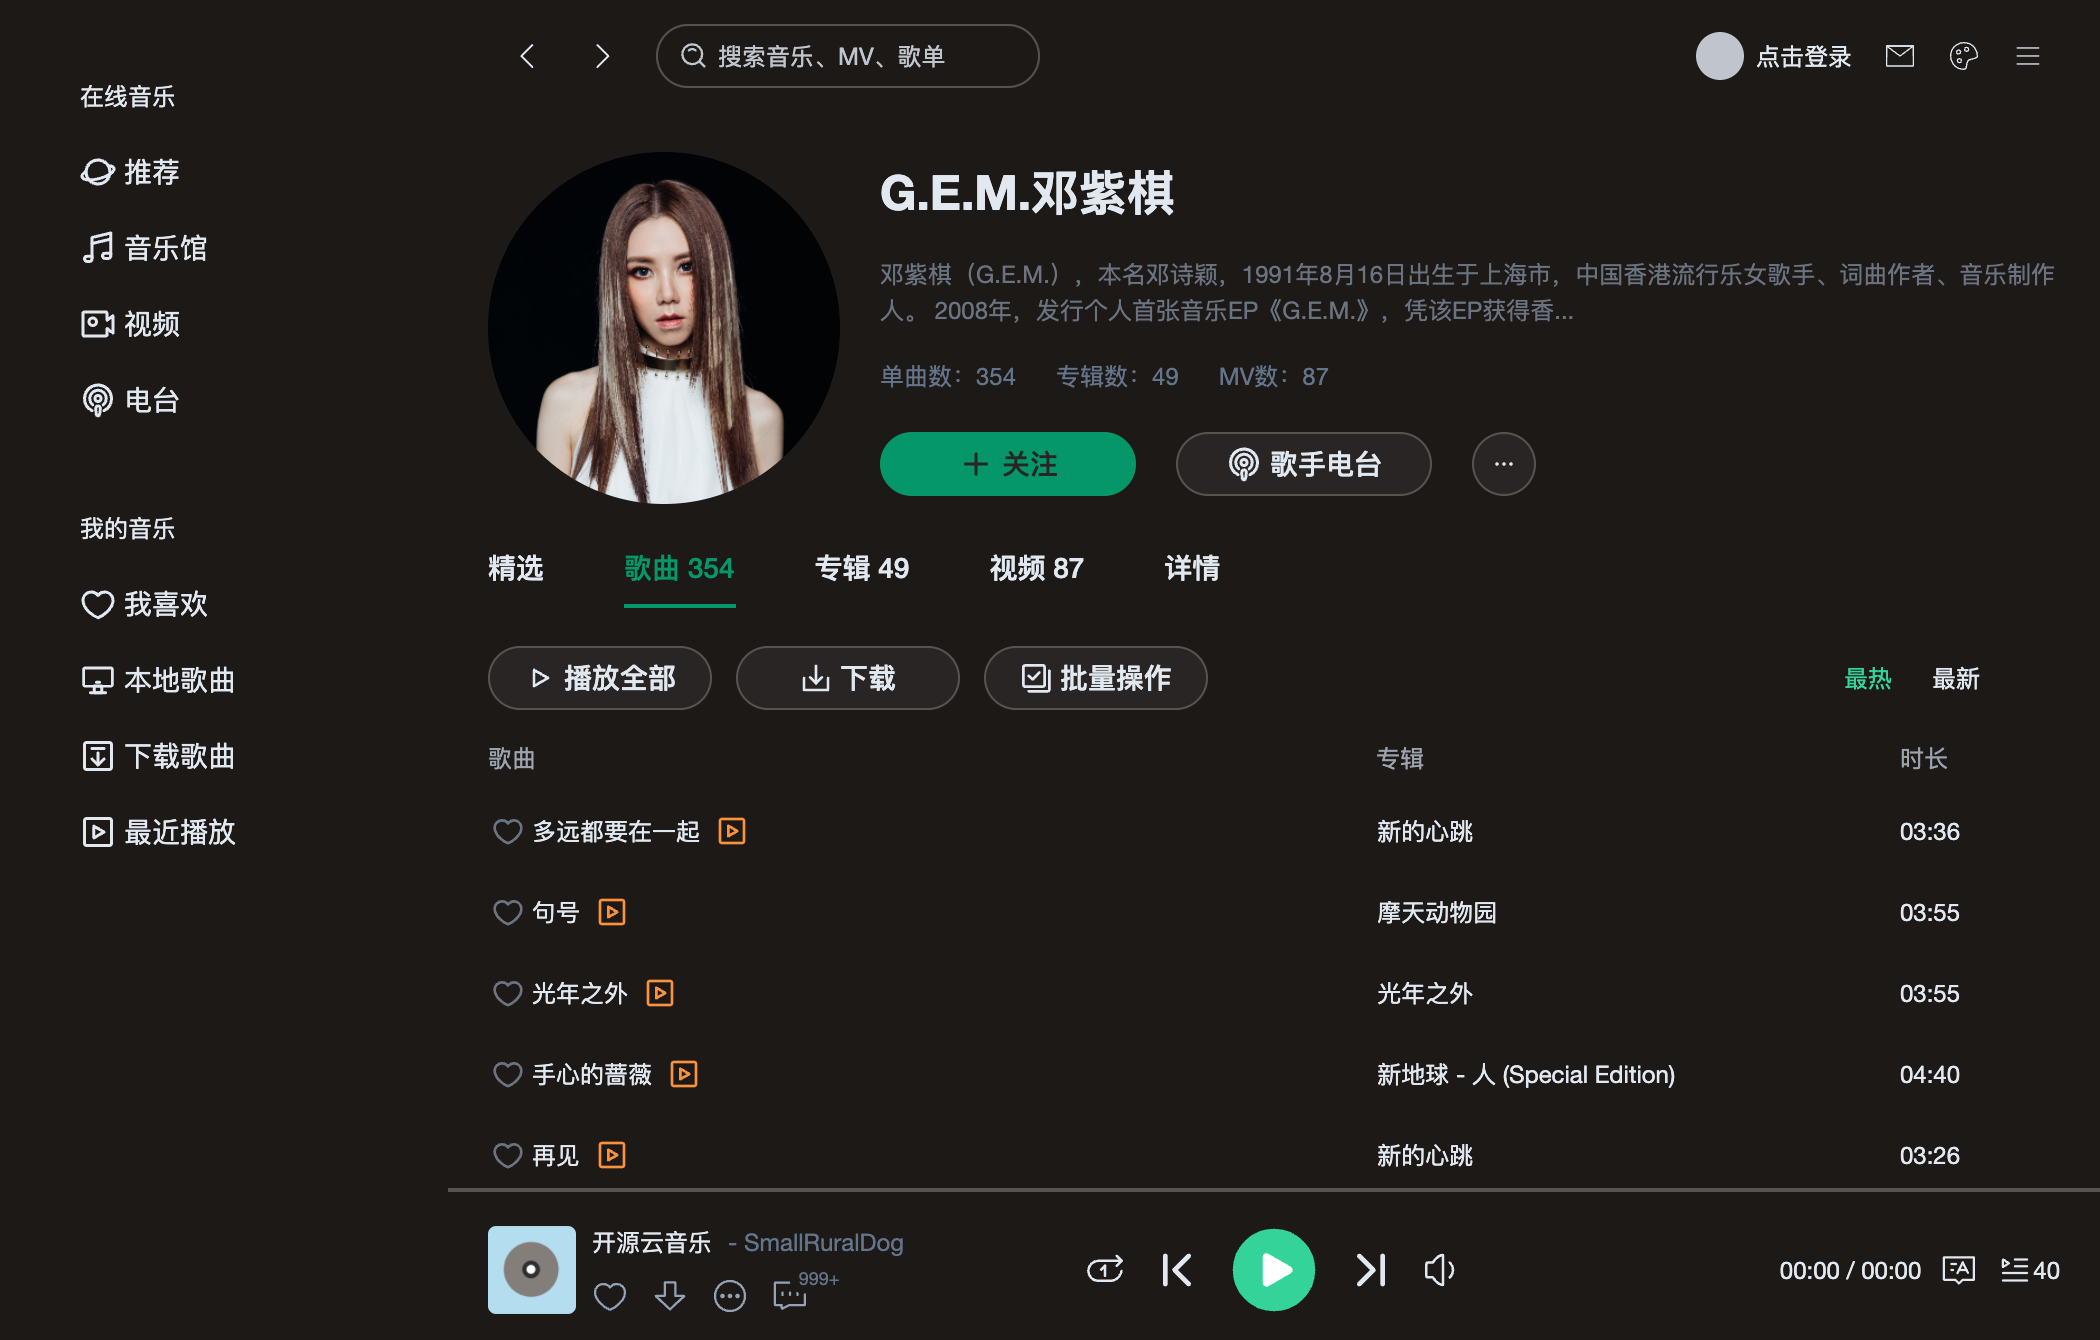 搜索音乐、MV、歌单
点击登录
在线音乐
推荐
音乐馆
视频
电台
我的音乐
我喜欢
本地歌曲
下载歌曲
最近播放
G.E.M.邓紫棋
邓紫棋（G.E.M.），本名邓诗颖，1991年8月16日出生于上海市，中国香港流行乐女歌手、词曲作者、音乐制作
人。 2008年，发行个人首张音乐EP《G.E.M.》，凭该EP获得香...
单曲数：354 专辑数：49 MV数：87
关注 歌手电台
精选 歌曲 354 专辑 49 视频 87 详情
播放全部 下载 批量操作 最热 最新
歌曲 专辑 时长
多远都要在一起 新的心跳 03:36
句号 摩天动物园 03:55
光年之外 光年之外 03:55
手心的蔷薇 新地球 - 人 (Special Edition) 04:40
再见 新的心跳 03:26
开源云音乐 - SmallRuralDog
999+
1
00:00 / 00:00 A 40